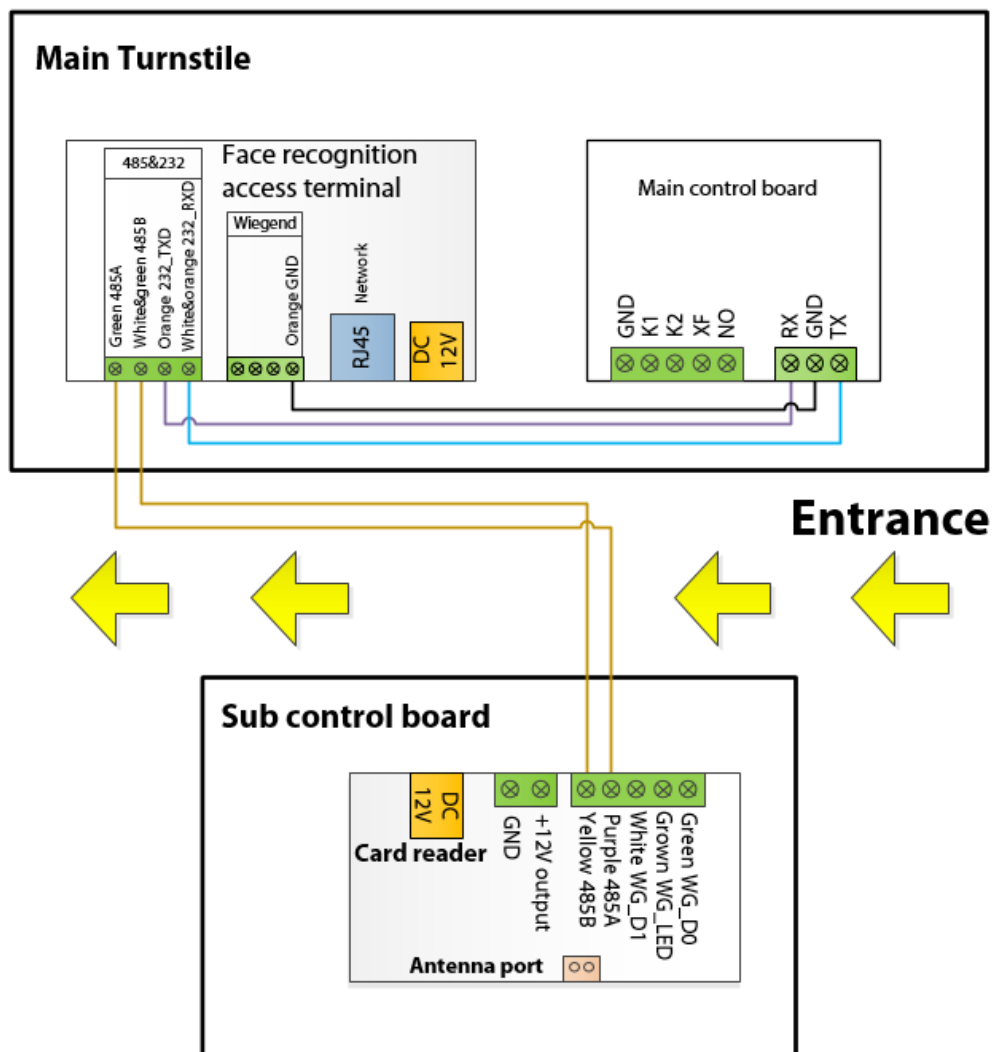 Main Turnstile
485&232
Green 485A
White&green 485B
Orange 232_TXD
White&orange 232_RXD
Face recognition
access terminal
Wiegend
Orange GND
Network
RJ45
DC
12V
Main control board
GND
K1
K2
XF
NO
RX
GND
TX
Entrance
Sub control board
DC
12V
Card reader
GND
+12V output
Yellow 485B
Purple 485A
White WG_D1
Grown WG_LED
Green WG_D0
Antenna port